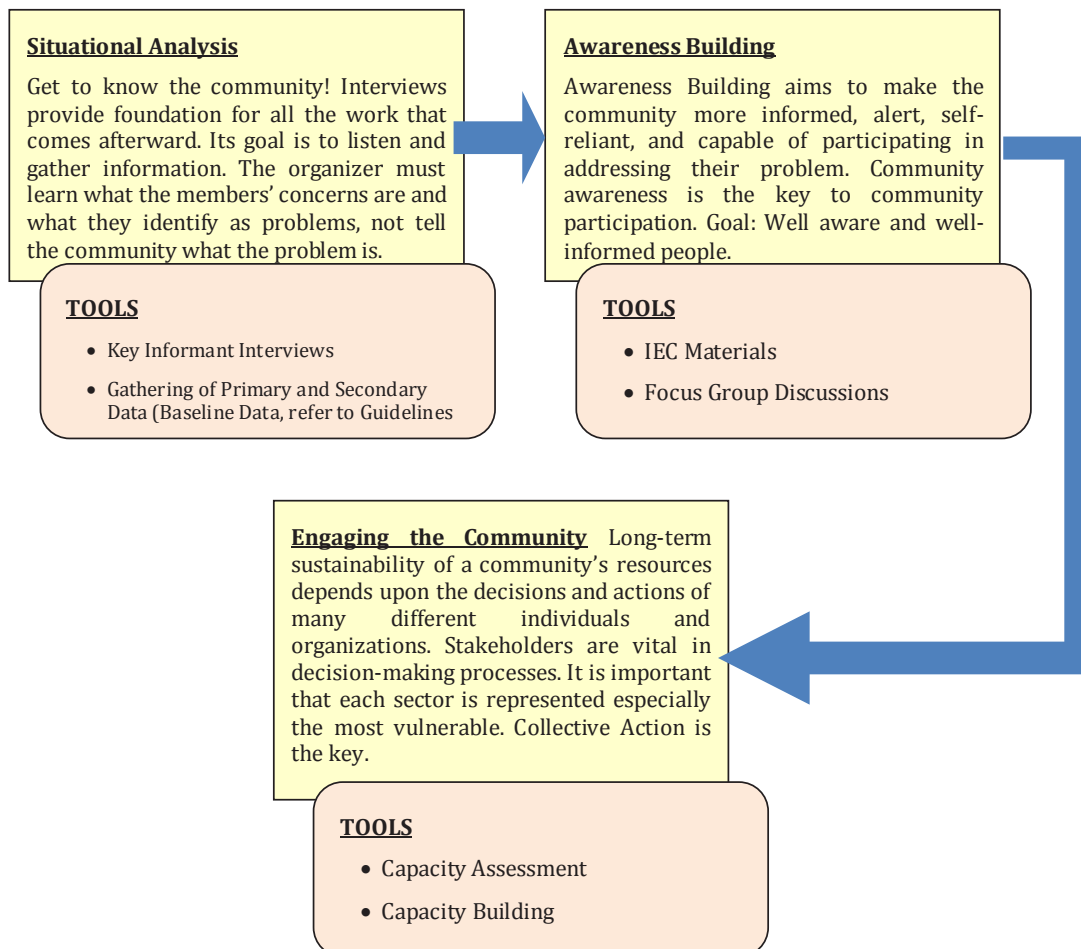 Situational Analysis
Get to know the community! Interviews
provide foundation for all the work that
comes afterward. Its goal is to listen and
gather information. The organizer must
learn what the members' concerns are and
what they identify as problems, not tell
the community what the problem is.
TOOLS
• Key Informant Interviews
• Gathering of Primary and Secondary
Data (Baseline Data, refer to Guidelines
Awareness Building
Awareness Building aims to make the
community more informed, alert, self-
reliant, and capable of participating in
addressing their problem. Community
awareness is the key to community
participation. Goal: Well aware and well-
informed people.
TOOLS
• IEC Materials
• Focus Group Discussions
Engaging the Community Long-term
sustainability of a community's resources
depends upon the decisions and actions of
many different individuals and
organizations. Stakeholders are vital in
decision-making processes. It is important
that each sector is represented especially
the most vulnerable. Collective Action is
the key.
TOOLS
• Capacity Assessment
• Capacity Building